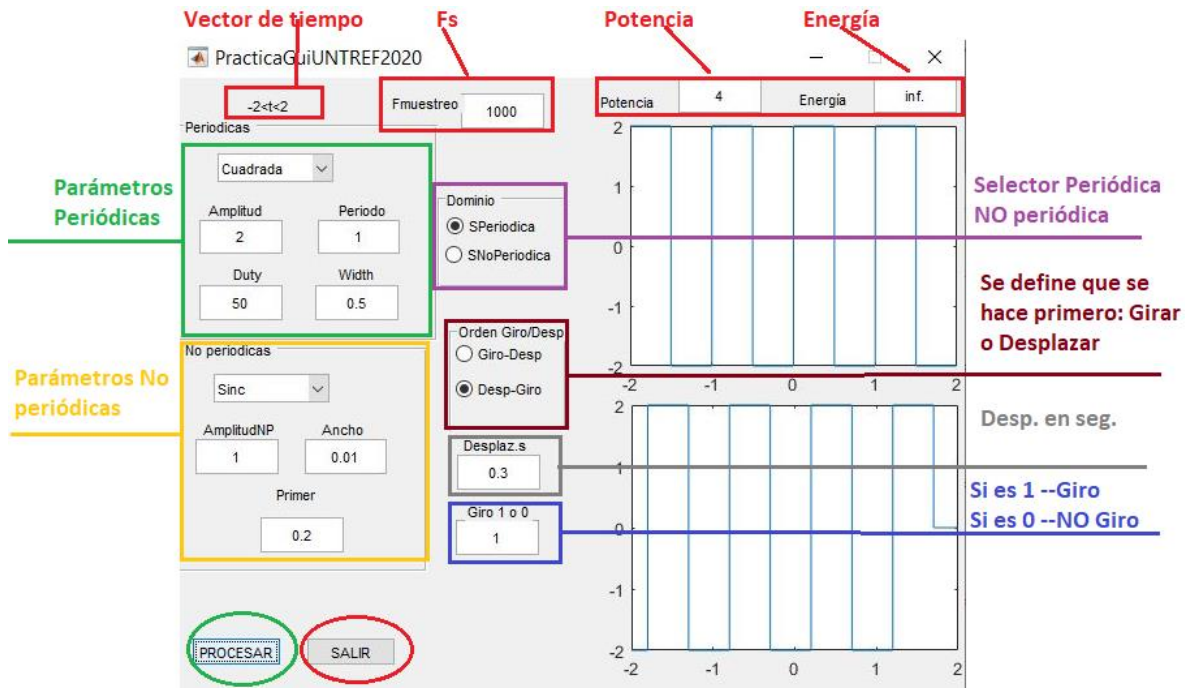 Vector de tiempo
Fs
Potencia
Energía
PracticaGuiUNTREF2020
-2<t<2
Fmuestreo
1000
Potencia
4
Energía
inf.
Periodicas
Cuadrada
Amplitud
Periodo
2
1
Duty
Width
50
0.5
Parámetros
Periódicas
Dominio
SPeriodica
SNoPeriodica
Selector Periódica
NO periódica
Orden Giro/Desp
Giro-Desp
Desp-Giro
Se define que se
hace primero: Girar
o Desplazar
No periodicas
Sinc
AmplitudNP
Ancho
1
0.01
Primer
0.2
Parámetros No
periódicas
Desplaz.s
0.3
Desp. en seg.
Giro 1 o 0
1
Si es 1 --Giro
Si es 0 --NO Giro
PROCESAR
SALIR
2
1
0
-1
-2
-2
-1
0
1
2
2
1
0
-1
-2
-2
-1
0
1
2